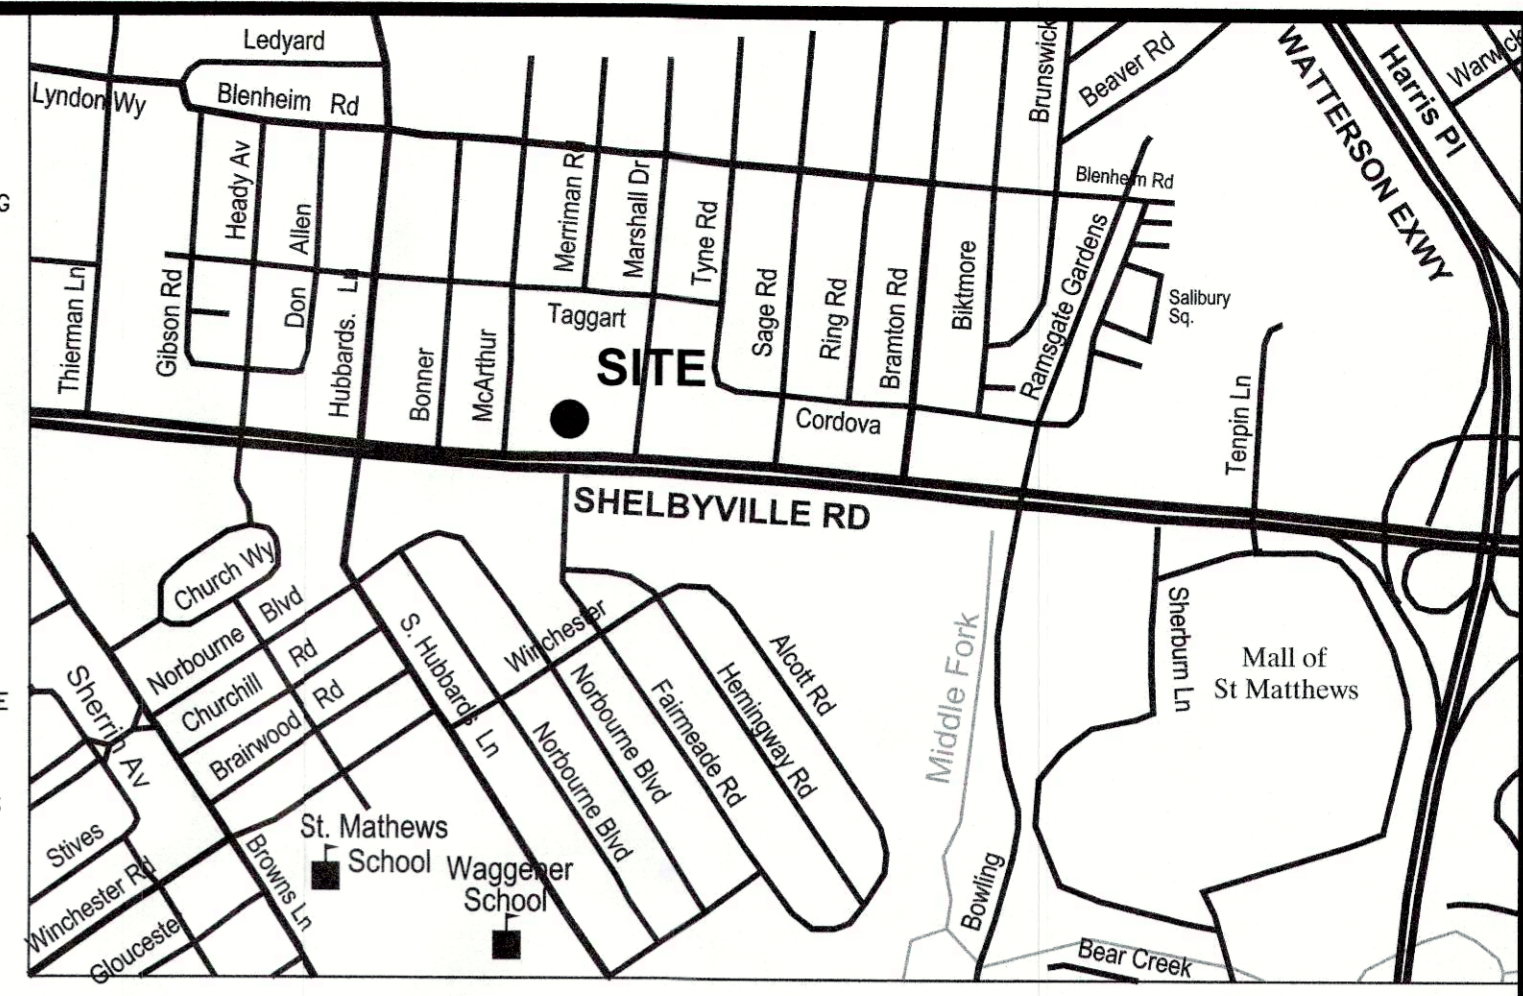 Ledyard
Lyndon Wy
Blenheim Rd
Brunswick
Beaver Rd
WATTERSON EXWY
Harris Pl
Warwick
G
Heady Av
Allen
Don
Merriman Rd
Marshall Dr
Tyne Rd
Blenheim Rd
Thierman Ln
Gibson Rd
Hubbards. Ln
Bonner
McArthur
Taggart
SITE
Sage Rd
Ring Rd
Bramton Rd
Biktmore
Ramsgate Gardens
Salibury
Sq.
Cordova
Tenpin Ln
SHELBYVILLE RD
Church Wy
Norbourne Blvd
Churchill Rd
Brairwood Rd
Sherrin Av
S. Hubbards Ln
Winchester
Norbourne Blvd
Norbourne Blvd
Fairmeade Rd
Hemingway Rd
Alcott Rd
Middle Fork
Sherburn Ln
Mall of
St Matthews
E
Stives
Winchester Rd
Glouceste
Browns Ln
St. Mathews
School
Waggener
School
Bowling
Bear Creek